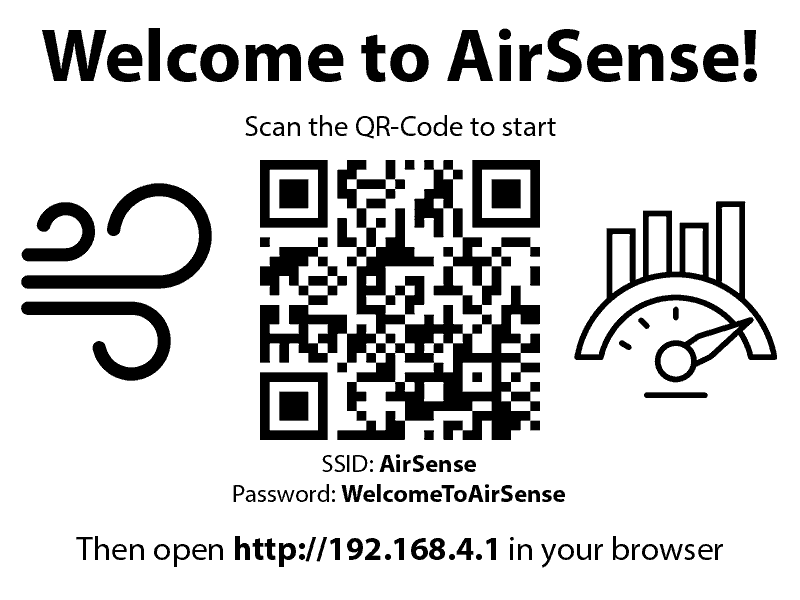 Welcome to AirSense!
Scan the QR-Code to start
SSID: AirSense
Password: WelcomeToAirSense
Then open http://192.168.4.1 in your browser